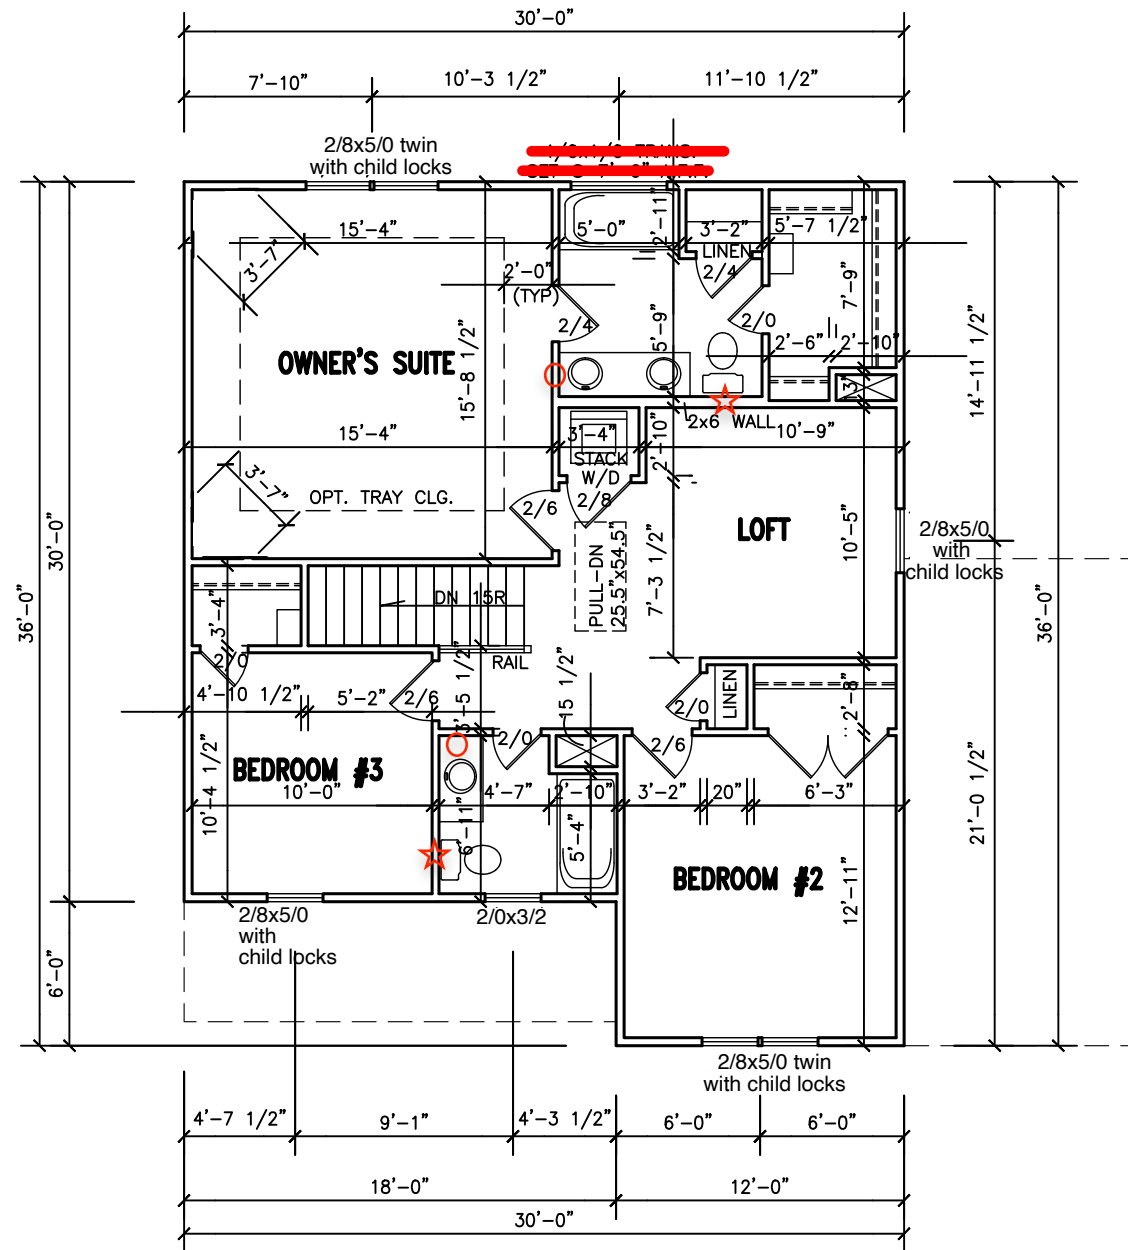 30'-0"
7'-10"
10'-3 1/2"
11'-10 1/2"
2/8x5/0 twin
with child locks
15'-4"
5'-0"
2'-11"
3'-2"
5'-7 1/2"
LINEN
2/4
3'-7"
2'-0"
(TYP)
7'-9"
2/4
5'-9"
2/0
2'-6"
2'-10"
14'-11 1/2"
OWNER'S SUITE
15'-8 1/2"
2x6 WALL
15'-4"
3'-4"
2'-10"
10'-9"
STACK
W/D
2/8
3'-7"
OPT. TRAY CLG.
2/6
LOFT
10'-5"
2/8x5/0
with
child locks
PULL-DN
25.5"x54.5"
7'-3 1/2"
30'-0"
36'-0"
36'-0"
DN 15R
3'-4"
RAIL
2/0
4'-10 1/2"
5'-2"
2/6
3'-5 1/2"
15 1/2"
2/0
LINEN
2'-8"
2/0
2/6
BEDROOM #3
10'-4 1/2"
10'-0"
4'-7"
2'-10"
3'-2"
20"
6'-3"
21'-0 1/2"
6'-11"
5'-4"
BEDROOM #2
12'-11"
2/8x5/0
with
child locks
2/0x3/2
6'-0"
2/8x5/0 twin
with child locks
4'-7 1/2"
9'-1"
4'-3 1/2"
6'-0"
6'-0"
18'-0"
12'-0"
30'-0"